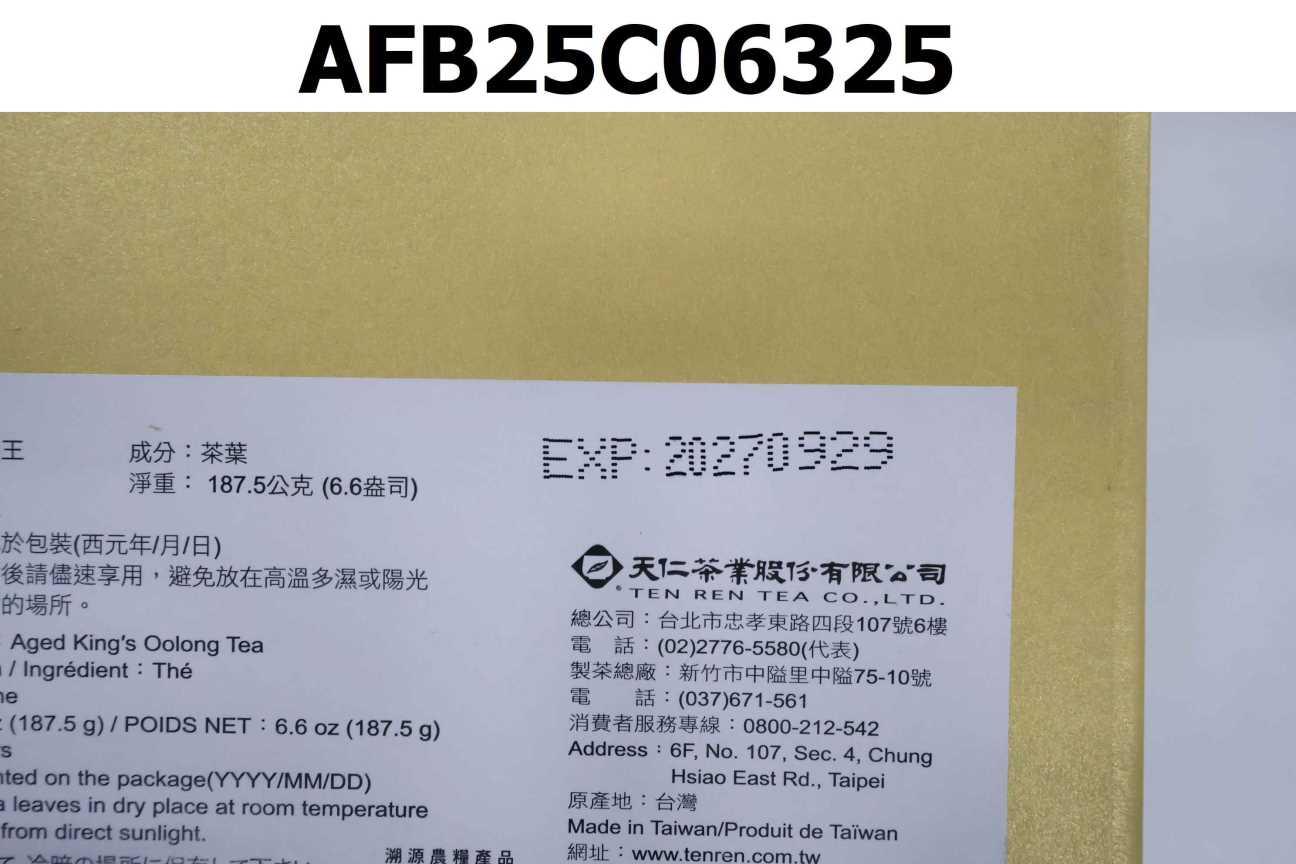 AFB25C06325
王
成分：茶葉
淨重： 187.5公克 (6.6盎司)
EXP: 20270929
於包裝(西元年/月/日)
後請儘速享用，避免放在高溫多濕或陽光
的場所。
Aged King's Oolong Tea
/ Ingrédient：Thé
(187.5 g) / POIDS NET：6.6 oz (187.5 g)
on the package(YYYY/MM/DD)
leaves in dry place at room temperature
from direct sunlight.
天仁茶業股份有限公司
TEN REN TEA CO.,LTD.
總公司：台北市忠孝東路四段107號6樓
電 話：(02)2776-5580(代表)
製茶總廠：新竹市中隘里中隘75-10號
電 話：(037)671-561
消費者服務專線：0800-212-542
Address：6F, No. 107, Sec. 4, Chung
Hsiao East Rd., Taipei
原產地：台灣
Made in Taiwan/Produit de Taïwan
網址：www.tenren.com.tw
溯源農糧產品